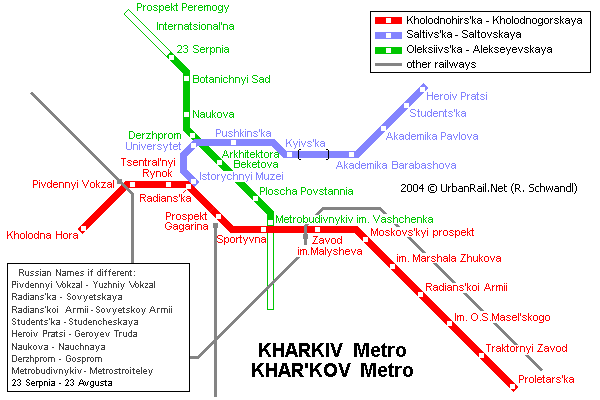 Prospekt Peremogy
Internatsional'na
23 Serpnia
Botanichnyi Sad
Naukova
Derzhprom
Universytet
Pushkins'ka
Kyivs'ka
Arkhitektora
Beketova
Istorychnyi Muzei
Tsentral'nyi
Rynok
Pivdennyi Vokzal
Radians'ka
Ploscha Povstannia
Prospekt
Gagarina
Kholodna Hora
Sportyvna
Metrobudivnykiv im. Vashchenka
Zavod
im.Malysheva
Moskovs'kyi prospekt
im. Marshala Zhukova
Radians'koi Armii
Im. O.S.Masel'skogo
Traktornyi Zavod
Proletars'ka
Heroiv Pratsi
Students'ka
Akademika Pavlova
Akademika Barabashova
Kholodnohirs'ka - Kholodnogorskaya
Saltivs'ka - Saltovskaya
Oleksiivs'ka - Alekseyevskaya
other railways
2004 © UrbanRail.Net (R. Schwandl)
Russian Names if different:
Pivdennyi Vokzal - Yuzhniy Vokzal
Radians'ka - Sovyetskaya
Radians'koi Armii-Sovyetskoy Armii
Students'ka - Studencheskaya
Heroiv Pratsi - Geroyev Truda
Naukova - Nauchnaya
Derzhprom - Gosprom
Metrobudivnykiv - Metrostroiteley
23 Serpnia - 23 Avgusta
KHARKIV Metro
KHAR'KOV Metro